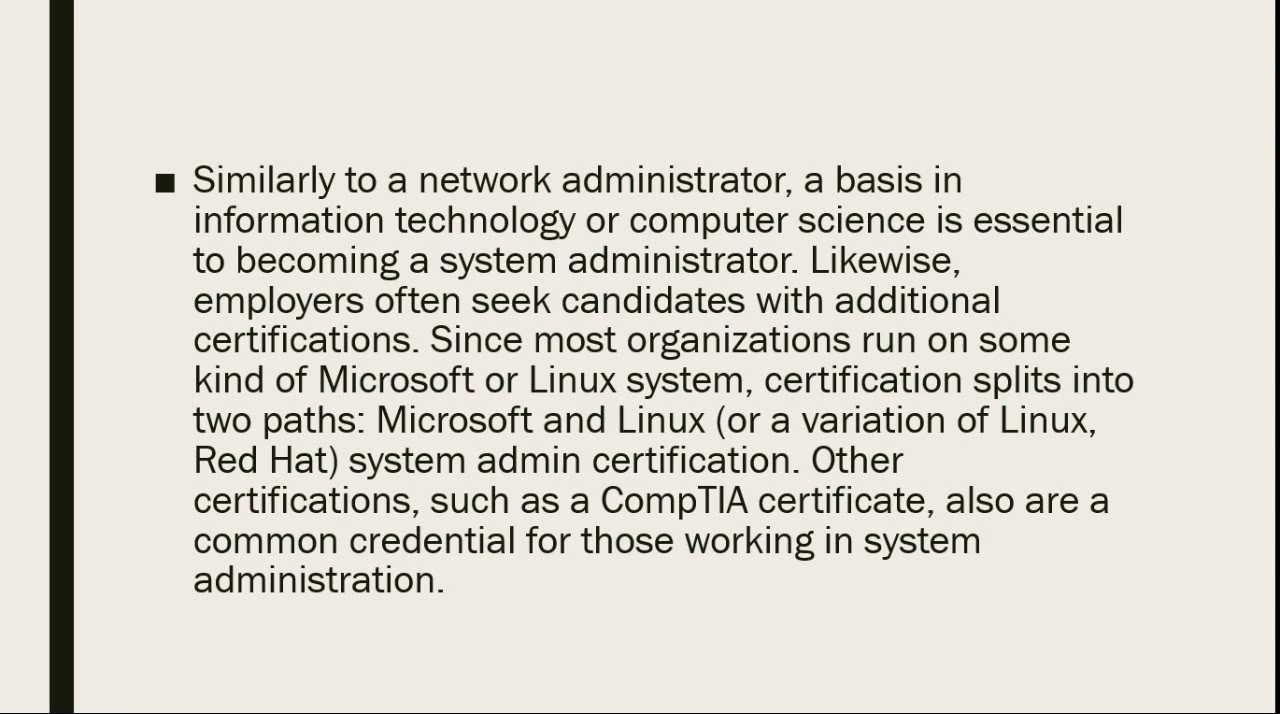 ■ Similarly to a network administrator, a basis in
information technology or computer science is essential
to becoming a system administrator. Likewise,
employers often seek candidates with additional
certifications. Since most organizations run on some
kind of Microsoft or Linux system, certification splits into
two paths: Microsoft and Linux (or a variation of Linux,
Red Hat) system admin certification. Other
certifications, such as a CompTIA certificate, also are a
common credential for those working in system
administration.